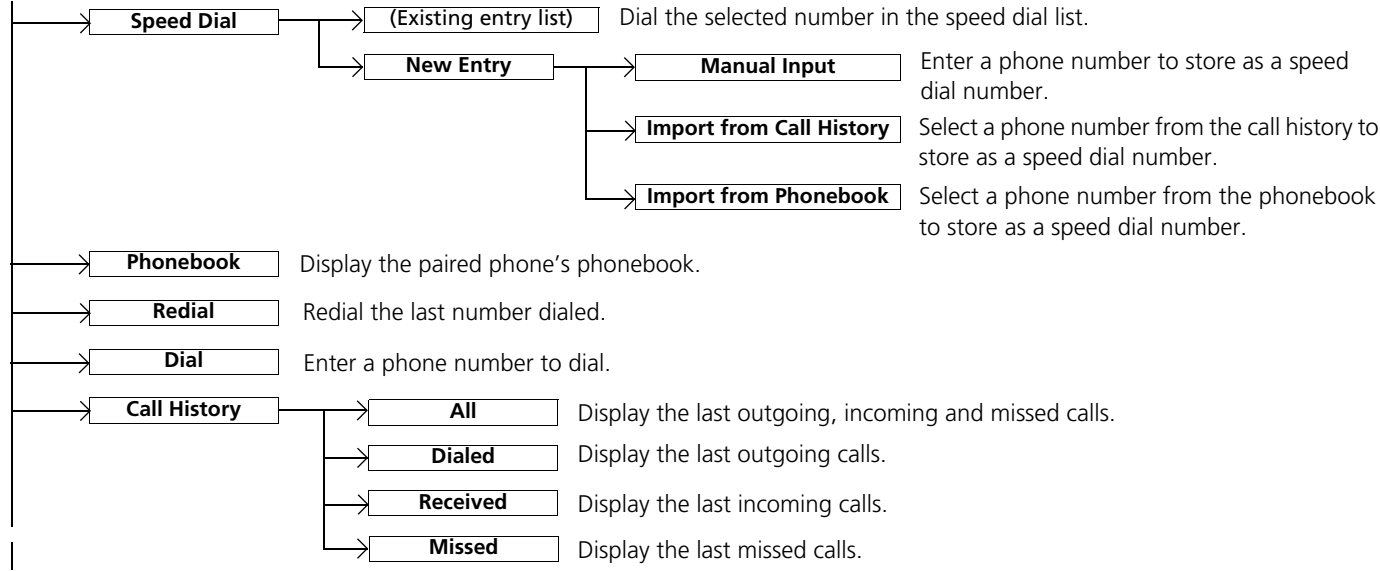 Speed Dial
(Existing entry list)
Dial the selected number in the speed dial list.
New Entry
Manual Input
Enter a phone number to store as a speed
dial number.
Import from Call History
Select a phone number from the call history to
store as a speed dial number.
Import from Phonebook
Select a phone number from the phonebook
to store as a speed dial number.
Phonebook
Display the paired phone’s phonebook.
Redial
Redial the last number dialed.
Dial
Enter a phone number to dial.
Call History
All
Display the last outgoing, incoming and missed calls.
Dialed
Display the last outgoing calls.
Received
Display the last incoming calls.
Missed
Display the last missed calls.